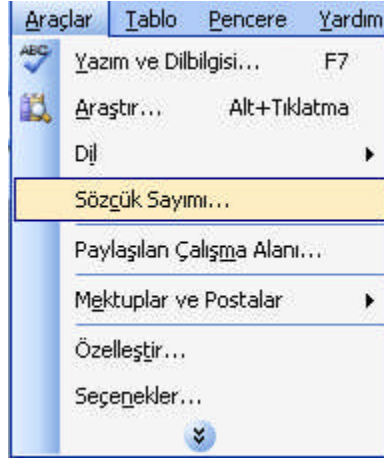 Araçlar Tablo Pencere Yardım
ABC
Yazım ve Dilbilgisi... F7
Araştır... Alt+Tıklatma
Dil
Sözcük Sayımı...
Paylaşılan Çalışma Alanı...
Mektuplar ve Postalar
Özelleştir...
Seçenekler...